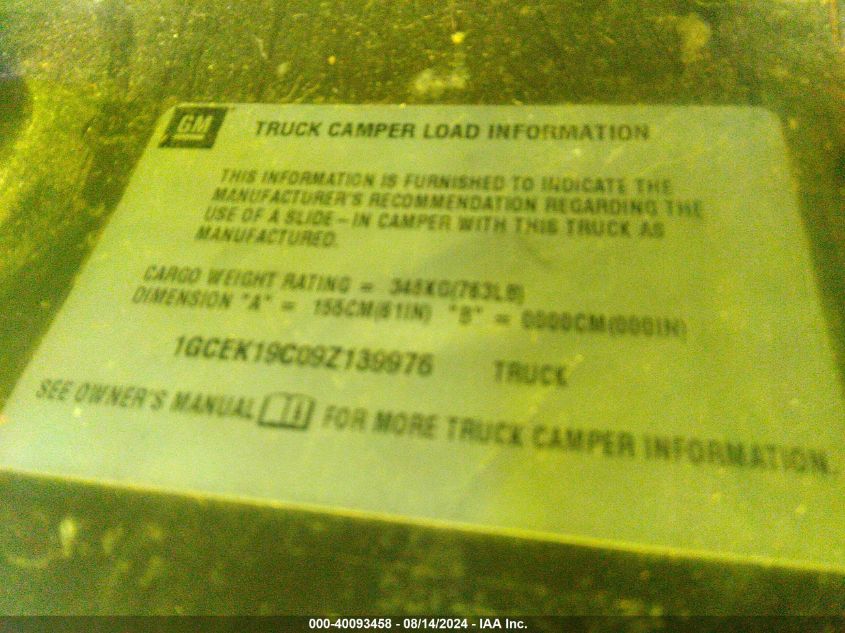 GM
TRUCK CAMPER LOAD INFORMATION
THIS INFORMATION IS FURNISHED TO INDICATE THE
MANUFACTURER'S RECOMMENDATION REGARDING THE
USE OF A SLIDE-IN CAMPER WITH THIS TRUCK AS
MANUFACTURED.
CARGO WEIGHT RATING = 346KG(763LB)
DIMENSION "A" = 155CM(61IN) "B" = 0000CM(000IN)
1GCEK19C09Z139976 TRUCK
SEE OWNER'S MANUAL FOR MORE TRUCK CAMPER INFORMATION.
000-40093458 - 08/14/2024 - IAA Inc.